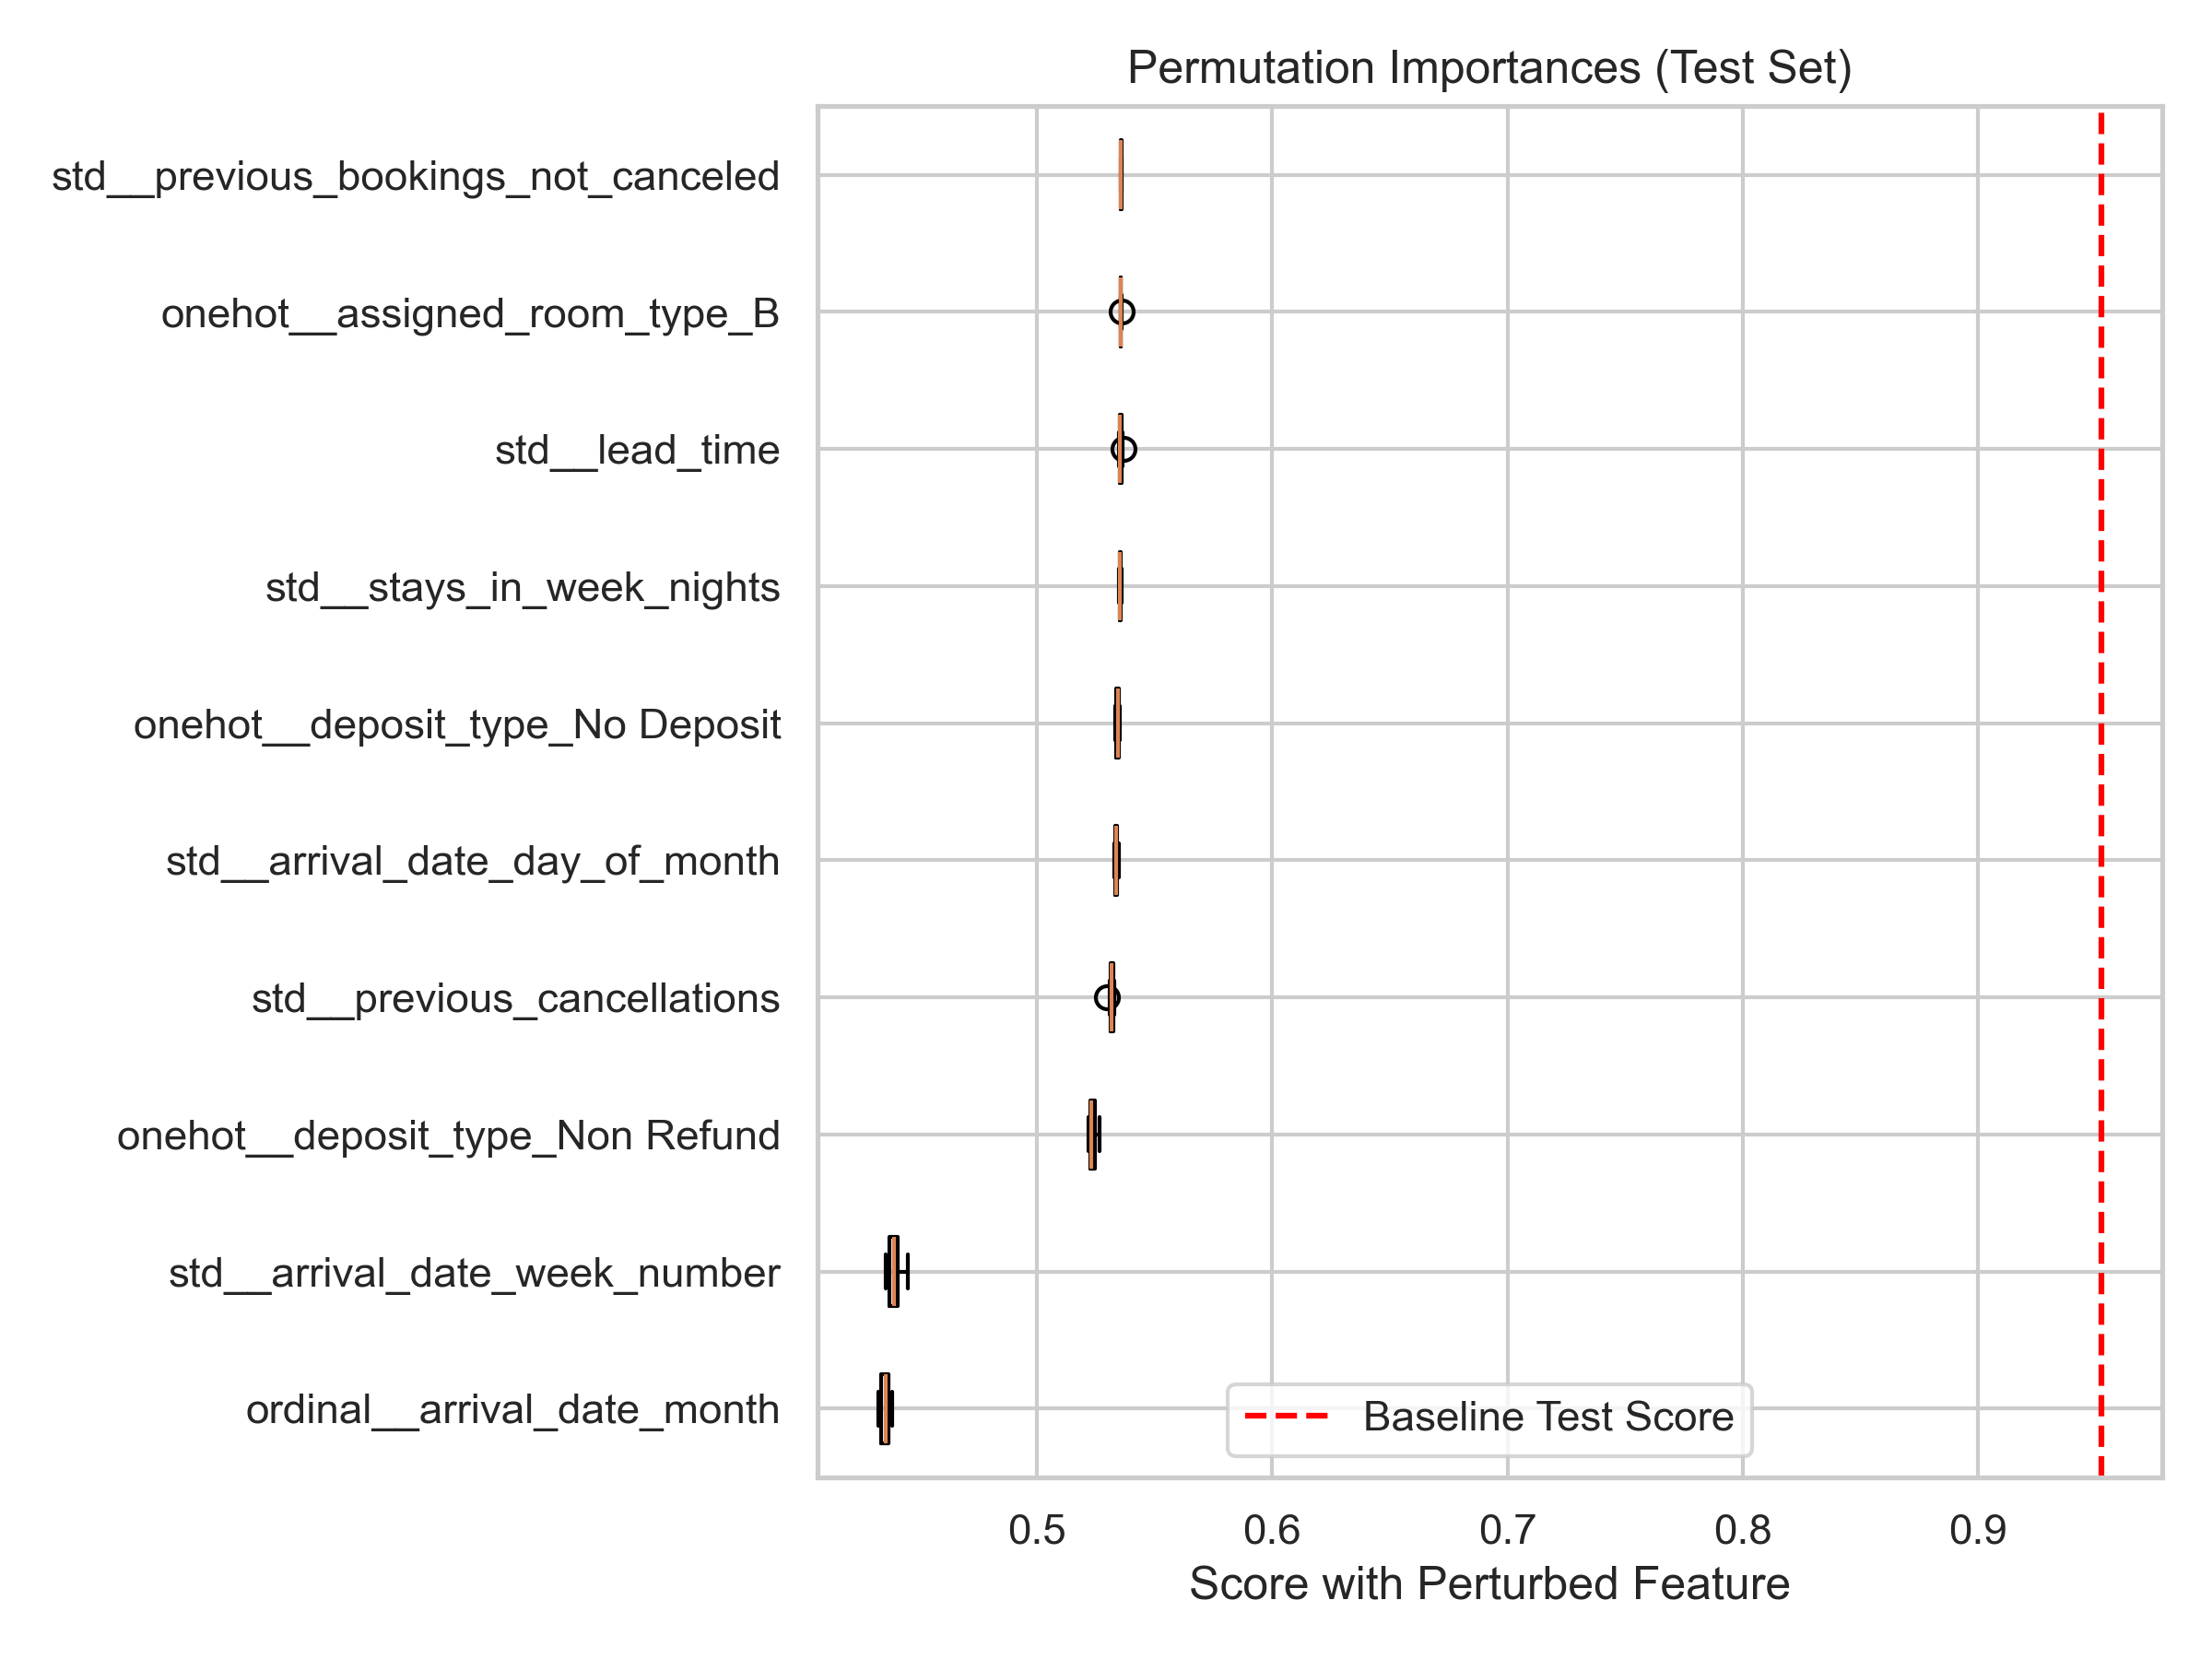 Permutation Importances (Test Set)
std__previous_bookings_not_canceled
onehot__assigned_room_type_B
std__lead_time
std__stays_in_week_nights
onehot__deposit_type_No Deposit
std__arrival_date_day_of_month
std__previous_cancellations
onehot__deposit_type_Non Refund
std__arrival_date_week_number
ordinal__arrival_date_month
Baseline Test Score
0.5 0.6 0.7 0.8 0.9
Score with Perturbed Feature